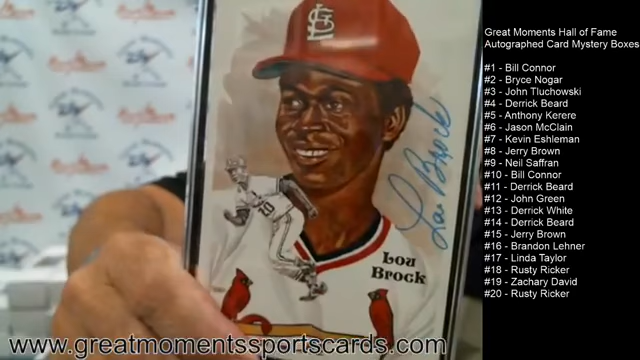 Great Moments Hall of Fame
Autographed Card Mystery Boxes
#1 - Bill Connor
#2 - Bryce Nogar
#3 - John Tluchowski
#4 - Derrick Beard
#5 - Anthony Kerere
#6 - Jason McClain
#7 - Kevin Eshleman
#8 - Jerry Brown
#9 - Neil Saffran
#10 - Bill Connor
#11 - Derrick Beard
#12 - John Green
#13 - Derrick White
#14 - Derrick Beard
#15 - Jerry Brown
#16 - Brandon Lehner
#17 - Linda Taylor
#18 - Rusty Ricker
#19 - Zachary David
#20 - Rusty Ricker
StL
Lou Brock
20
Lou
Brock
www.greatmomentssportscards.com